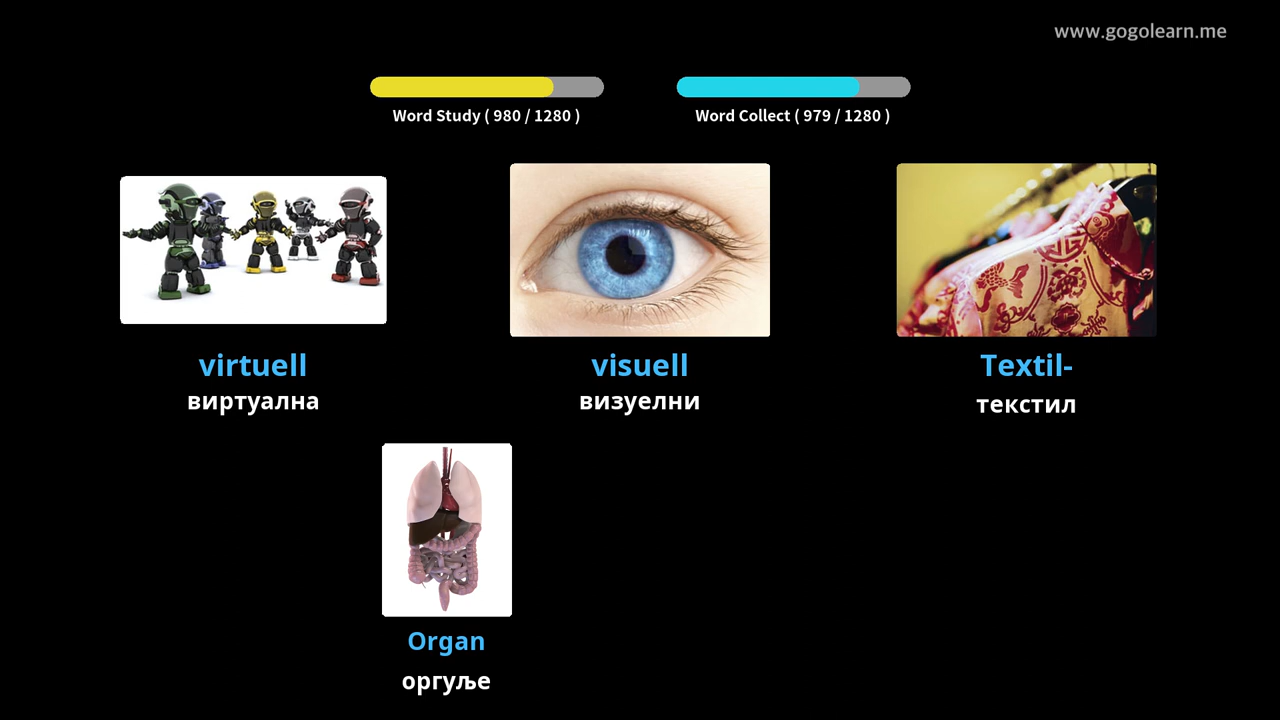 www.gogolearn.me
Word Study ( 980 / 1280 )
Word Collect ( 979 / 1280 )
virtuell
виртуална
visuell
визуелни
Textil-
текстил
Organ
оргуље